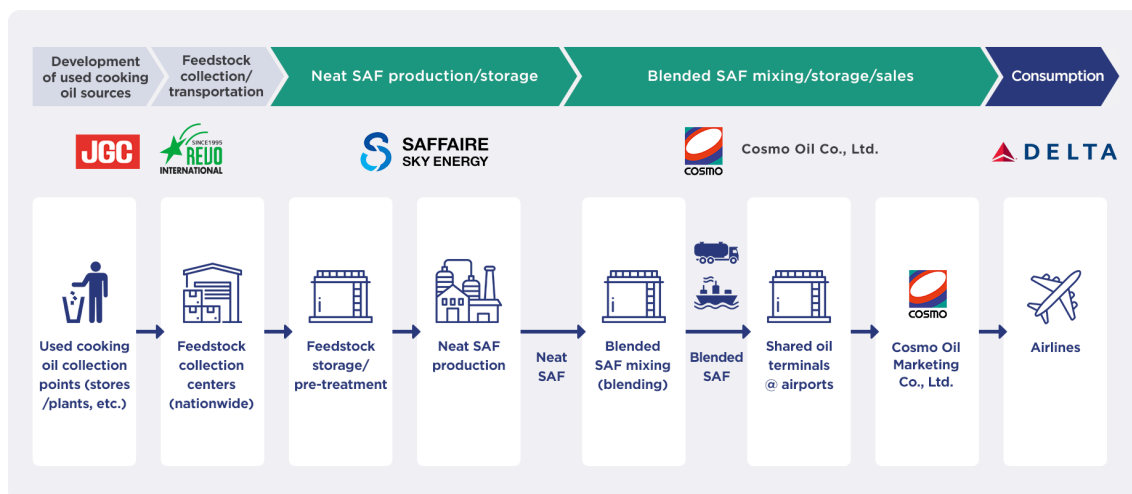 Development
of used cooking
oil sources
Feedstock
collection/
transportation
Neat SAF production/storage
Blended SAF mixing/storage/sales
Consumption
JGC
SINCE1995
REVO
INTERNATIONAL
SAFFAIRE
SKY ENERGY
COSMO
Cosmo Oil Co., Ltd.
DELTA
Used cooking
oil collection
points (stores
/plants, etc.)
Feedstock
collection
centers
(nationwide)
Feedstock
storage/
pre-treatment
Neat SAF
production
Neat
SAF
Blended
SAF mixing
(blending)
Blended
SAF
Shared oil
terminals
@ airports
COSMO
Cosmo Oil
Marketing
Co., Ltd.
Airlines